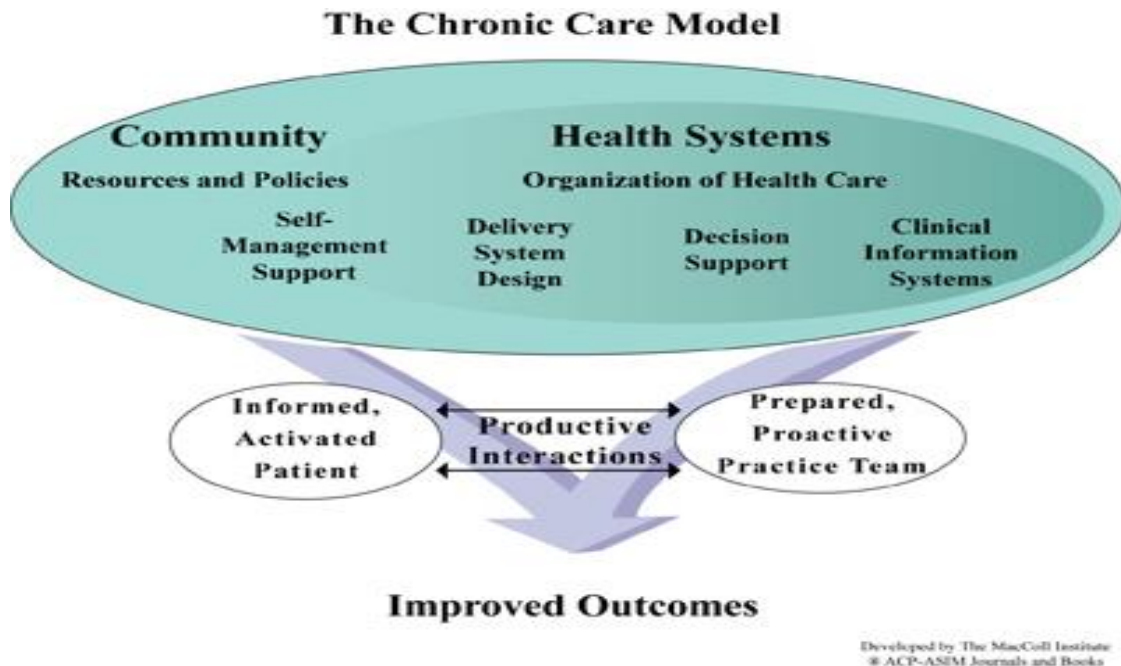 The Chronic Care Model
Community
Resources and Policies
Health Systems
Organization of Health Care
Self-
Management
Support
Delivery
System
Design
Decision
Support
Clinical
Information
Systems
Informed,
Activated
Patient
Productive
Interactions
Prepared,
Proactive
Practice Team
Improved Outcomes
Developed by The MacColl Institute
® ACP-ASIM Journals and Books